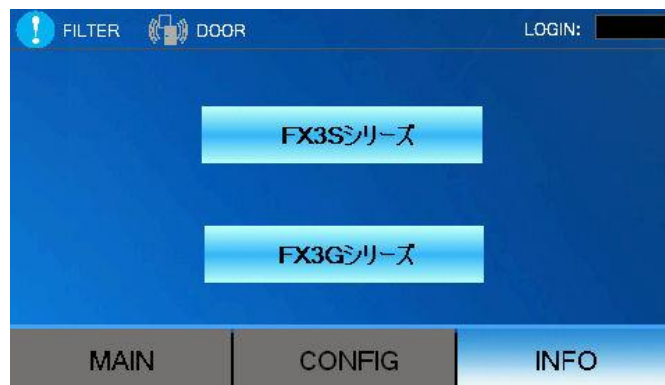 FILTER DOOR LOGIN:
FX3Sシリーズ
FX3Gシリーズ
MAIN CONFIG INFO